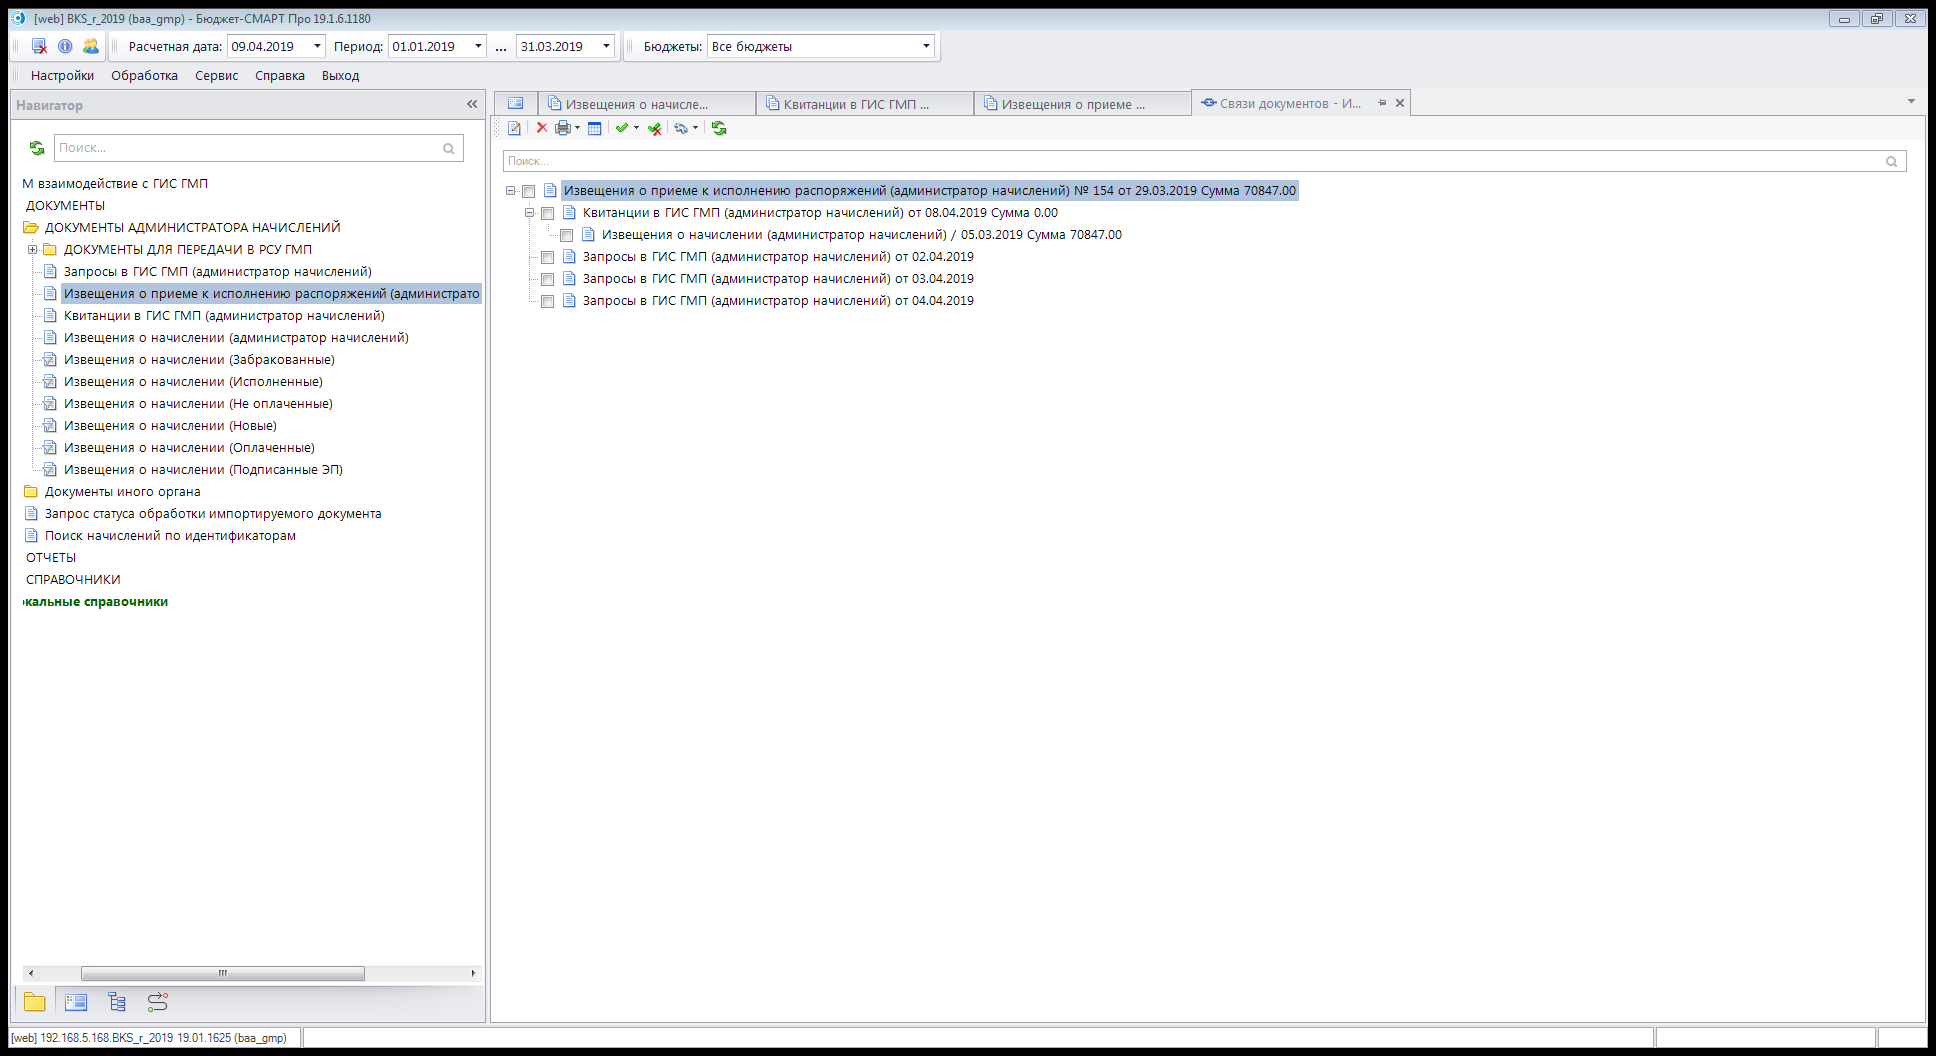 [web] BKS_r_2019 (baa_gmp) - Бюджет-СМАРТ Про 19.1.6.1180
Расчетная дата: 09.04.2019 Период: 01.01.2019 ... 31.03.2019 Бюджеты: Все бюджеты
Настройки Обработка Сервис Справка Выход
Навигатор
Поиск...
М взаимодействие с ГИС ГМП
ДОКУМЕНТЫ
ДОКУМЕНТЫ АДМИНИСТРАТОРА НАЧИСЛЕНИЙ
ДОКУМЕНТЫ ДЛЯ ПЕРЕДАЧИ В РСУ ГМП
Запросы в ГИС ГМП (администратор начислений)
Извещения о приеме к исполнению распоряжений (администрато
Квитанции в ГИС ГМП (администратор начислений)
Извещения о начислении (администратор начислений)
Извещения о начислении (Забракованные)
Извещения о начислении (Исполненные)
Извещения о начислении (Не оплаченные)
Извещения о начислении (Новые)
Извещения о начислении (Оплаченные)
Извещения о начислении (Подписанные ЭП)
Документы иного органа
Запрос статуса обработки импортируемого документа
Поиск начислений по идентификаторам
ОТЧЕТЫ
СПРАВОЧНИКИ
кальные справочники
Извещения о начисле... Квитанции в ГИС ГМП ... Извещения о приеме ... Связи документов - И...
Поиск...
Извещения о приеме к исполнению распоряжений (администратор начислений) № 154 от 29.03.2019 Сумма 70847.00
Квитанции в ГИС ГМП (администратор начислений) от 08.04.2019 Сумма 0.00
Извещения о начислении (администратор начислений) / 05.03.2019 Сумма 70847.00
Запросы в ГИС ГМП (администратор начислений) от 02.04.2019
Запросы в ГИС ГМП (администратор начислений) от 03.04.2019
Запросы в ГИС ГМП (администратор начислений) от 04.04.2019
[web] 192.168.5.168.BKS_r_2019 19.01.1625 (baa_gmp)